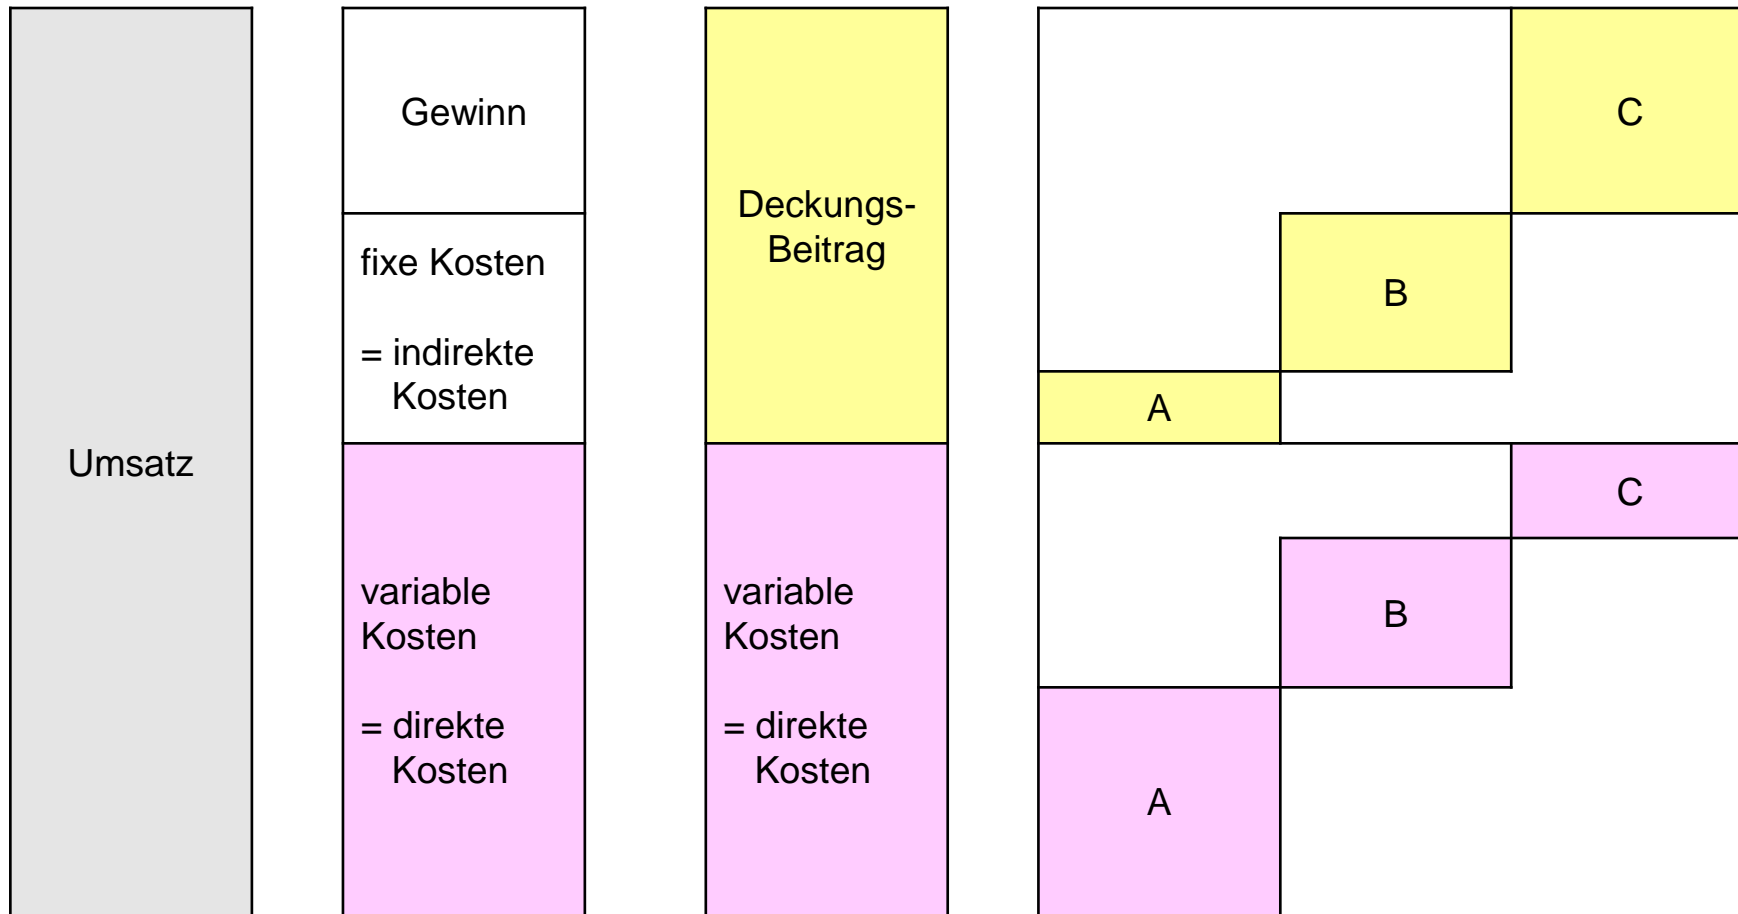 Umsatz
Gewinn
fixe Kosten
= indirekte
Kosten
variable
Kosten
= direkte
Kosten
Deckungs-
Beitrag
variable
Kosten
= direkte
Kosten
C
B
A
C
B
A